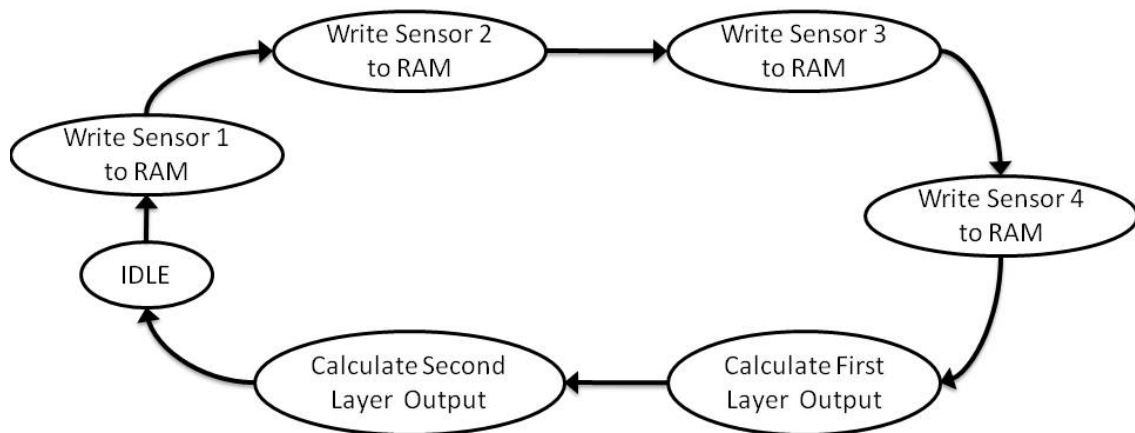 Write Sensor 2
to RAM
Write Sensor 3
to RAM
Write Sensor 1
to RAM
Write Sensor 4
to RAM
IDLE
Calculate Second
Layer Output
Calculate First
Layer Output